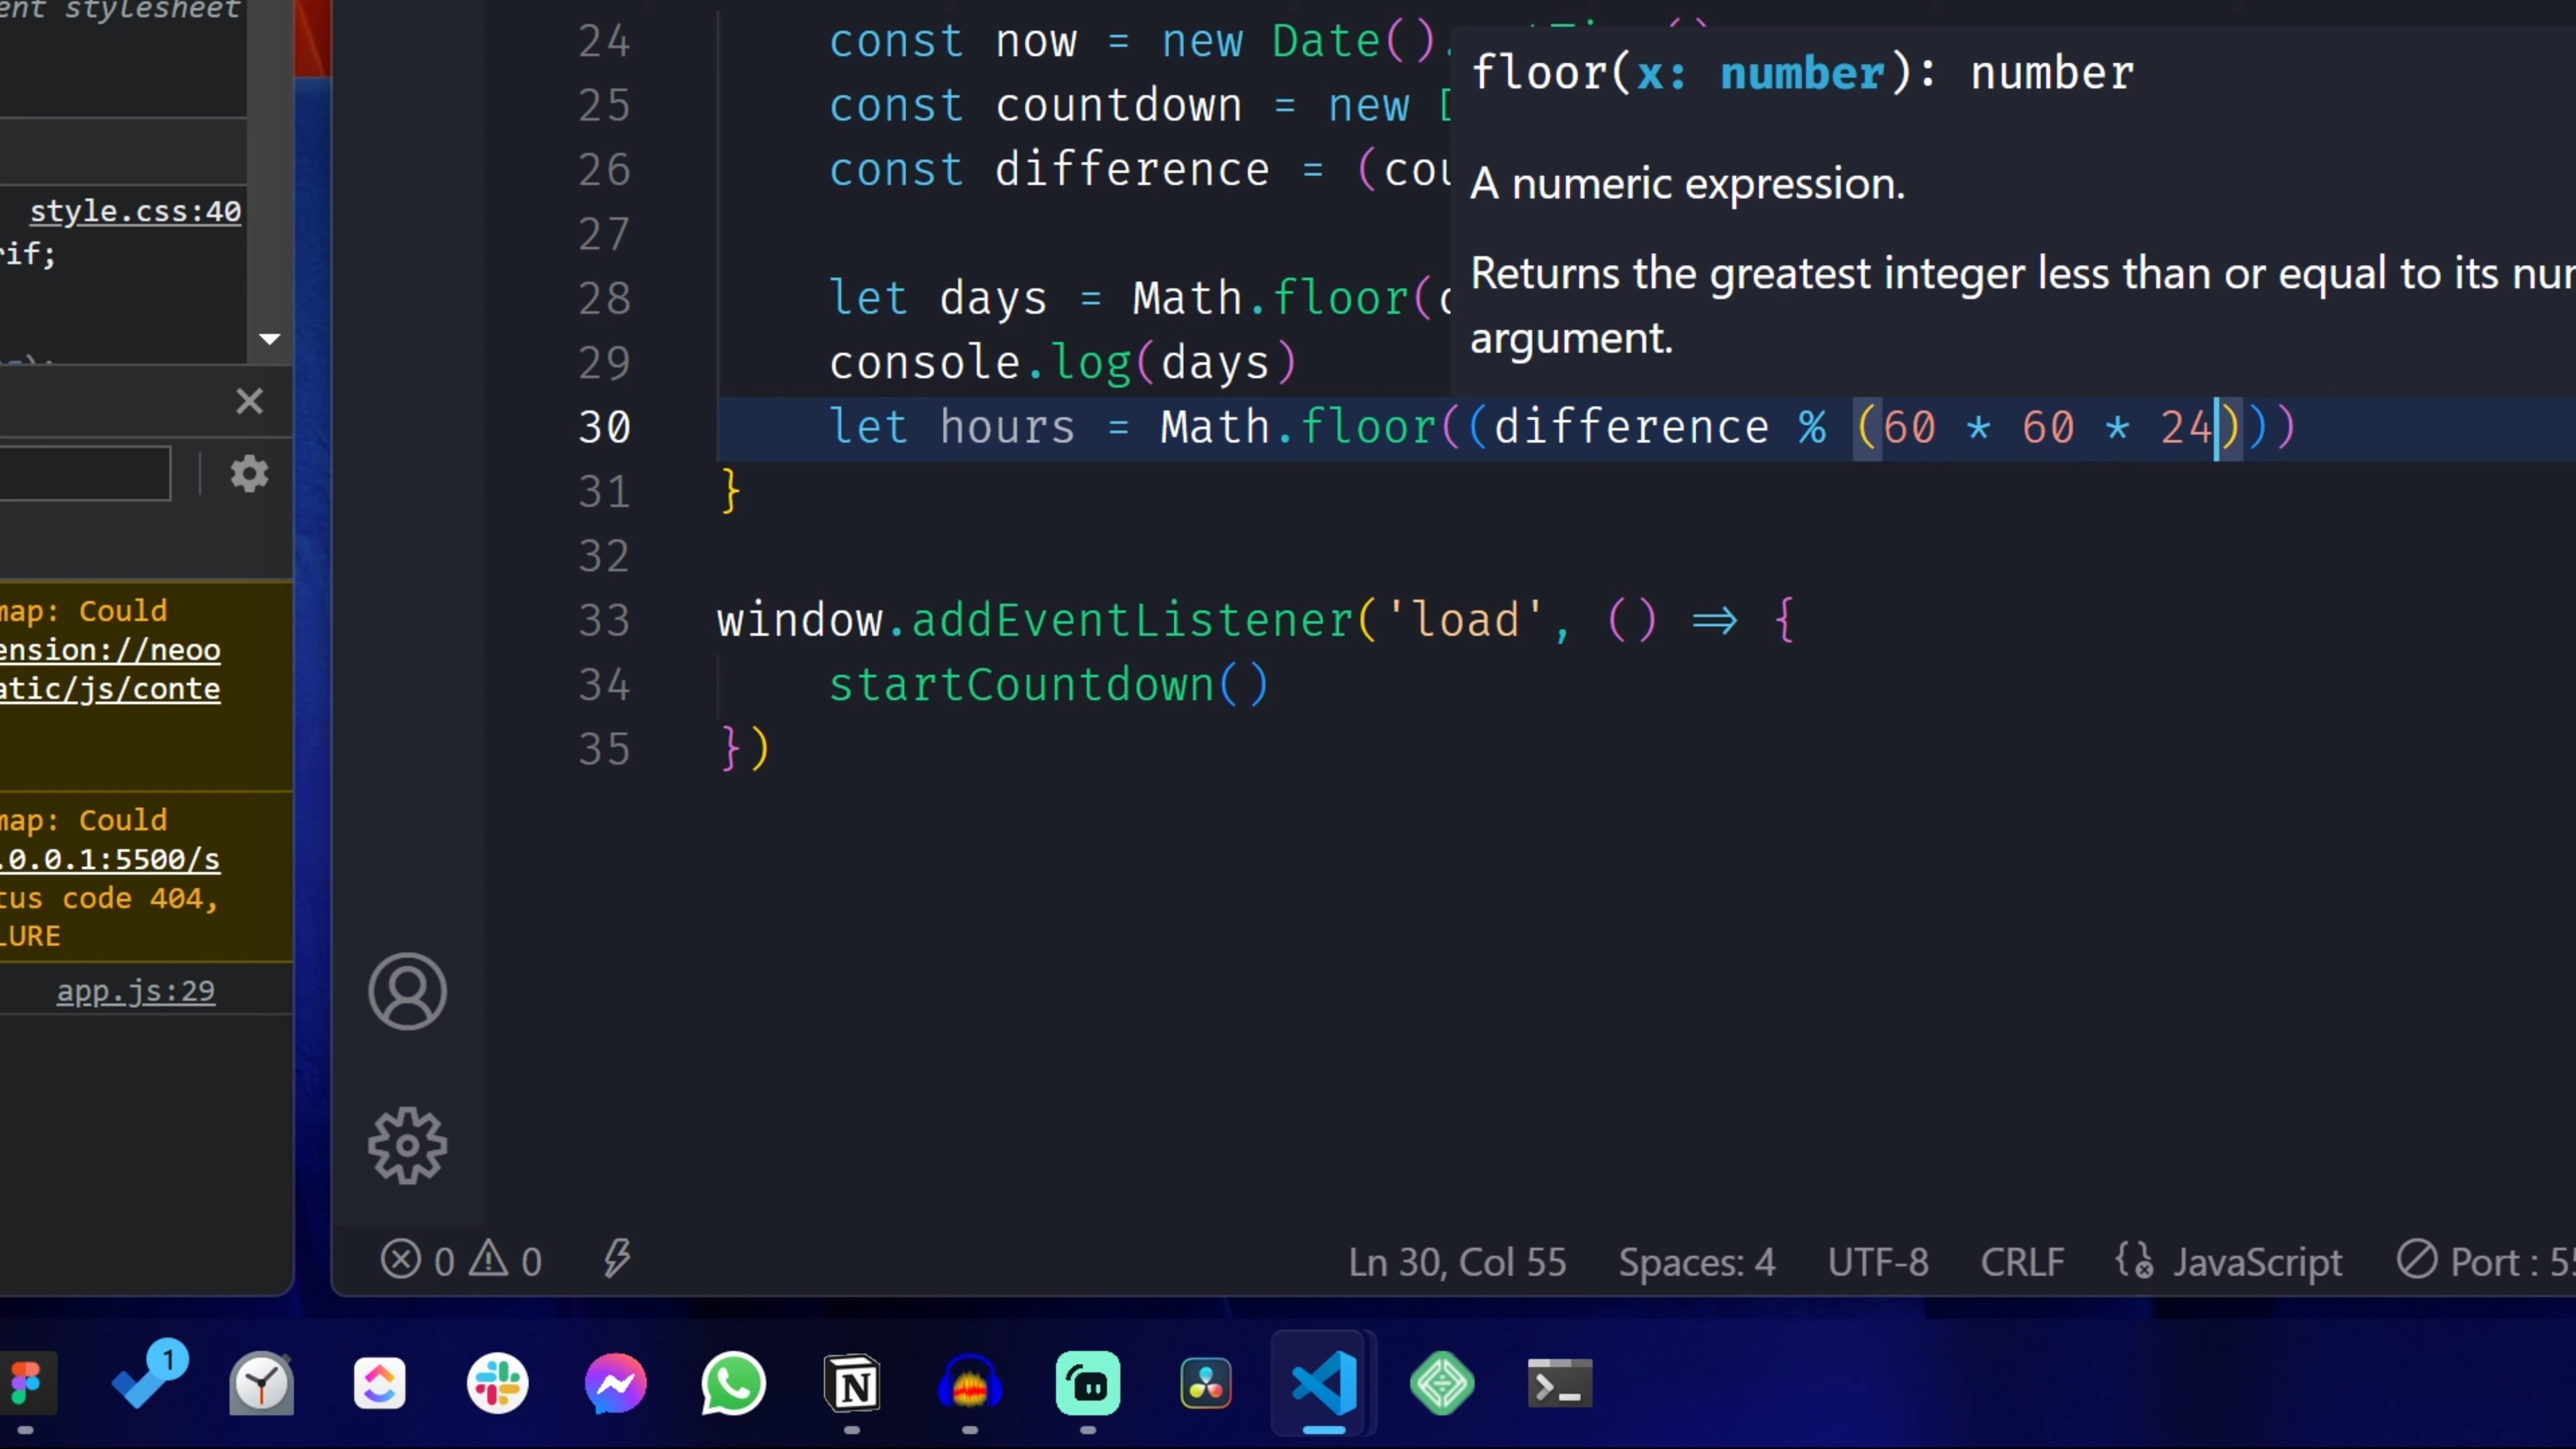 ent stylesheet
style.css:40
rif;
map: Could
ension://neoo
atic/js/conte
map: Could
.0.0.1:5500/s
tus code 404,
LURE
app.js:29
24 const now = new Date().
25 const countdown = new
26 const difference = (cou
27
28 let days = Math.floor(
29 console.log(days)
30 let hours = Math.floor((difference % (60 * 60 * 24)))
31 }
32
33 window.addEventListener('load', () => {
34 startCountdown()
35 })
floor(x: number): number
A numeric expression.
Returns the greatest integer less than or equal to its num
argument.
0 0 Ln 30, Col 55 Spaces: 4 UTF-8 CRLF JavaScript Port : 55
1